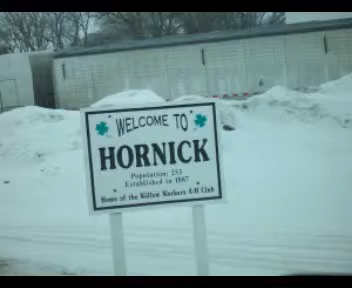 WELCOME TO
HORNICK
Population: 253
Established in 1887
Home of the Willow Workers 4-H Club